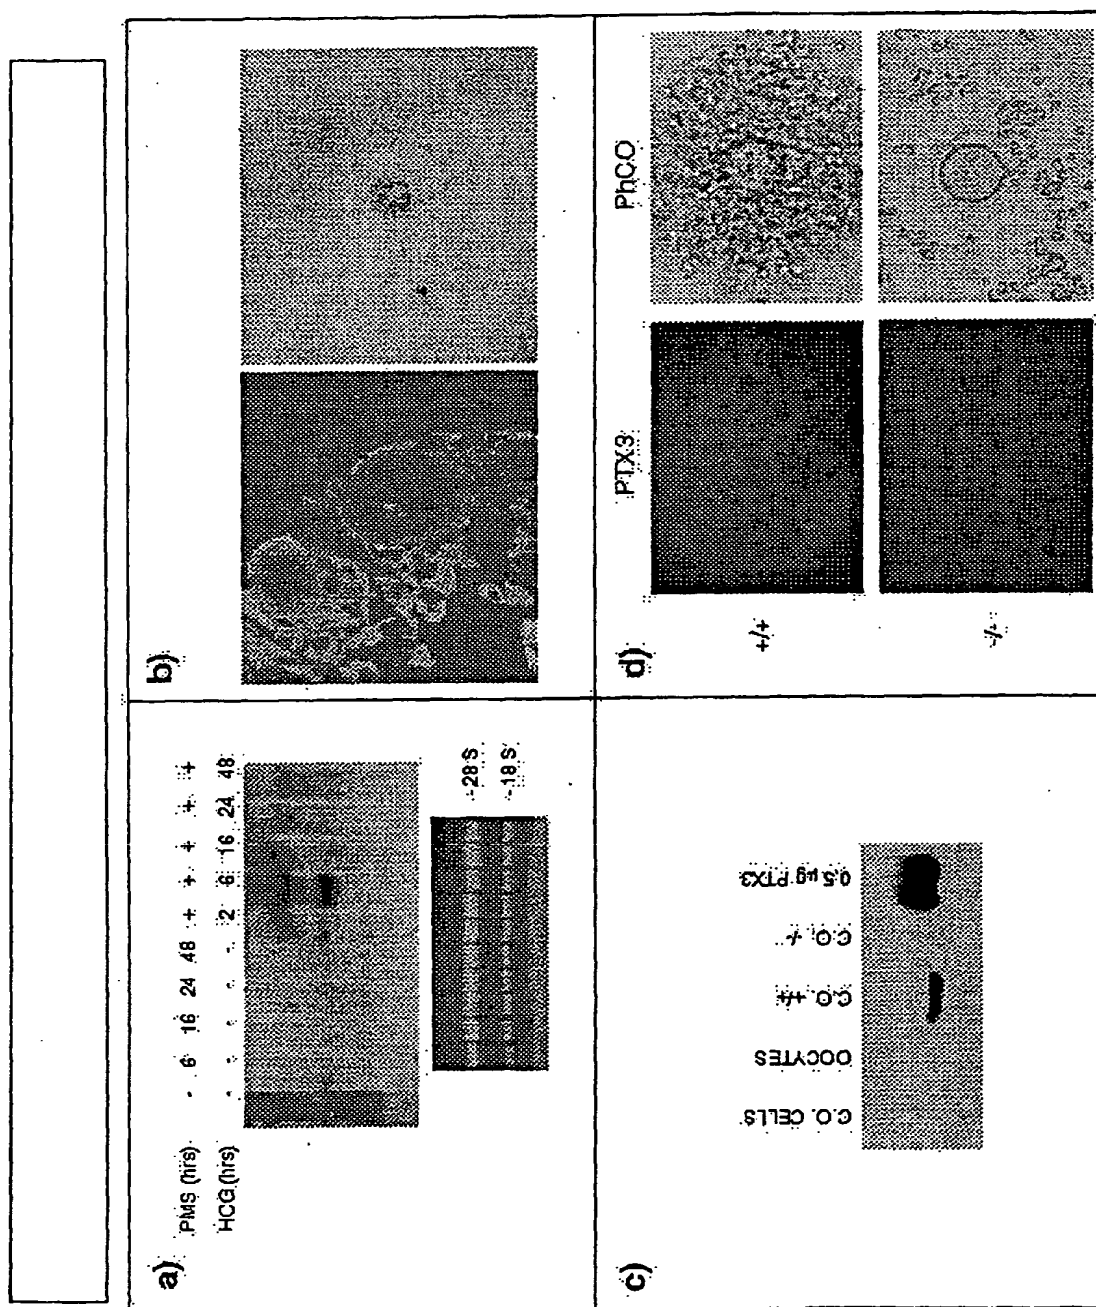 a)
PMS (hrs) - 6 16 24 48 + + + + +
HCG (hrs) - - - - - 2 6 16 24 48
-28 S
-18 S
b)
c)
C.O. CELLS
OOCYTES
C.O. +/+
C.O. -/-
0,5 µg PTX3
d)
PTX3 PhCO
+/+
-/+